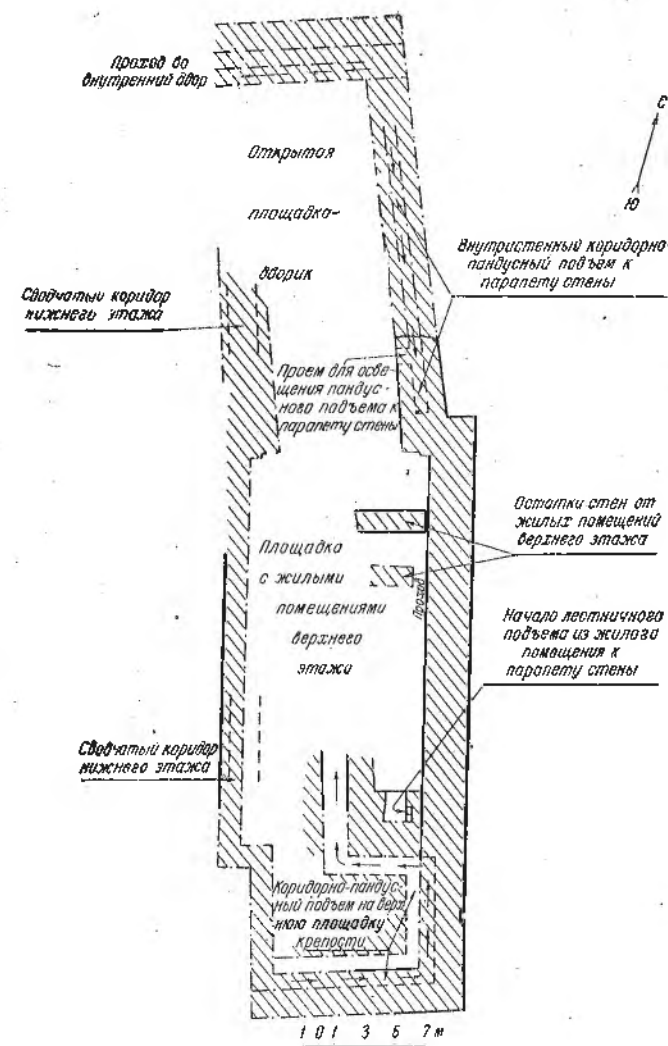 Проход во
внутренний двор
Открытая
площадка-
дворик
С
Ю
Внутристенный коридорно-
пандусный подъем к
парапету стены
Сводчатый коридор
нижнего этажа
Проем для осве-
щения пандус-
ного подъема к
парапету стены
Остатки стен от
жилых помещений
верхнего этажа
Площадка
с жилыми
помещениями
верхнего
этажа
Проход
Начало лестничного
подъема из жилого
помещения к
парапету стены
Сводчатый коридор
нижнего этажа
Коридорно-пандус-
ный подъем на верх-
нюю площадку
крепости
1 0 1 3 5 7 м